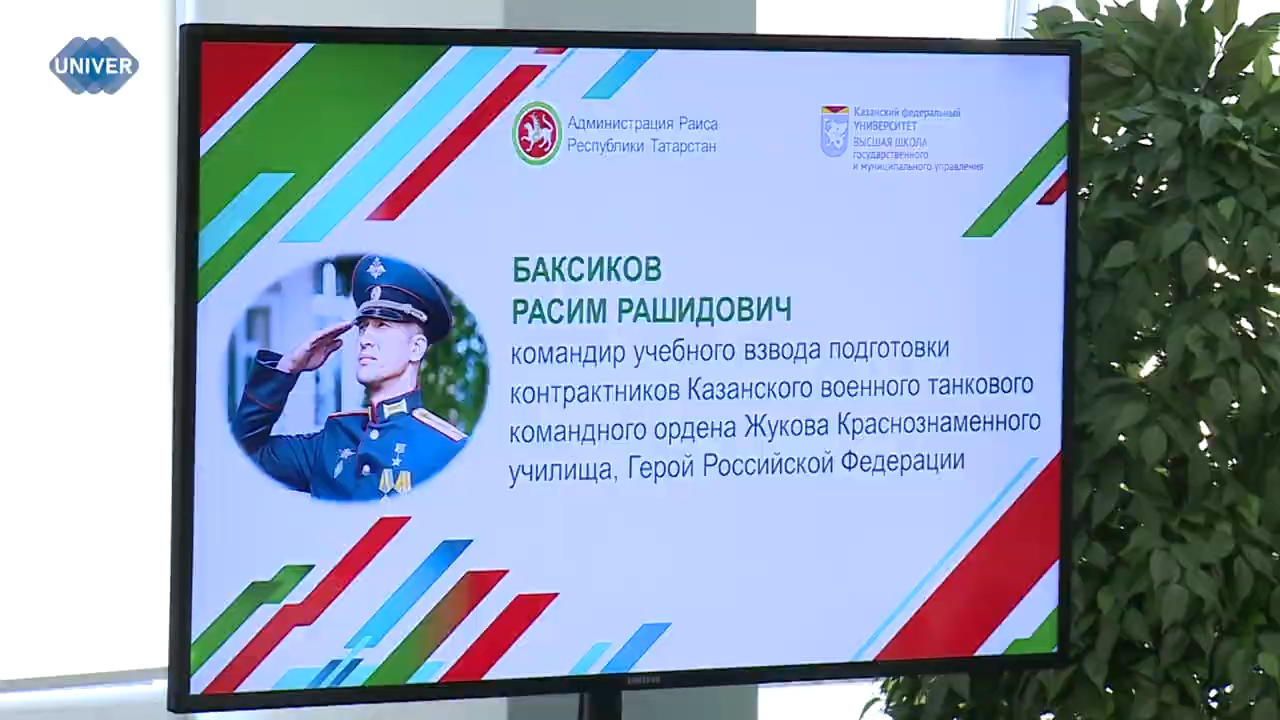 UNIVER
Администрация Раиса
Республики Татарстан
Казанский федеральный
УНИВЕРСИТЕТ
ВЫСШАЯ ШКОЛА
государственного
и муниципального управления
БАКСИКОВ
РАСИМ РАШИДОВИЧ
командир учебного взвода подготовки
контрактников Казанского военного танкового
командного ордена Жукова Краснознаменного
училища, Герой Российской Федерации
SAMSUNG